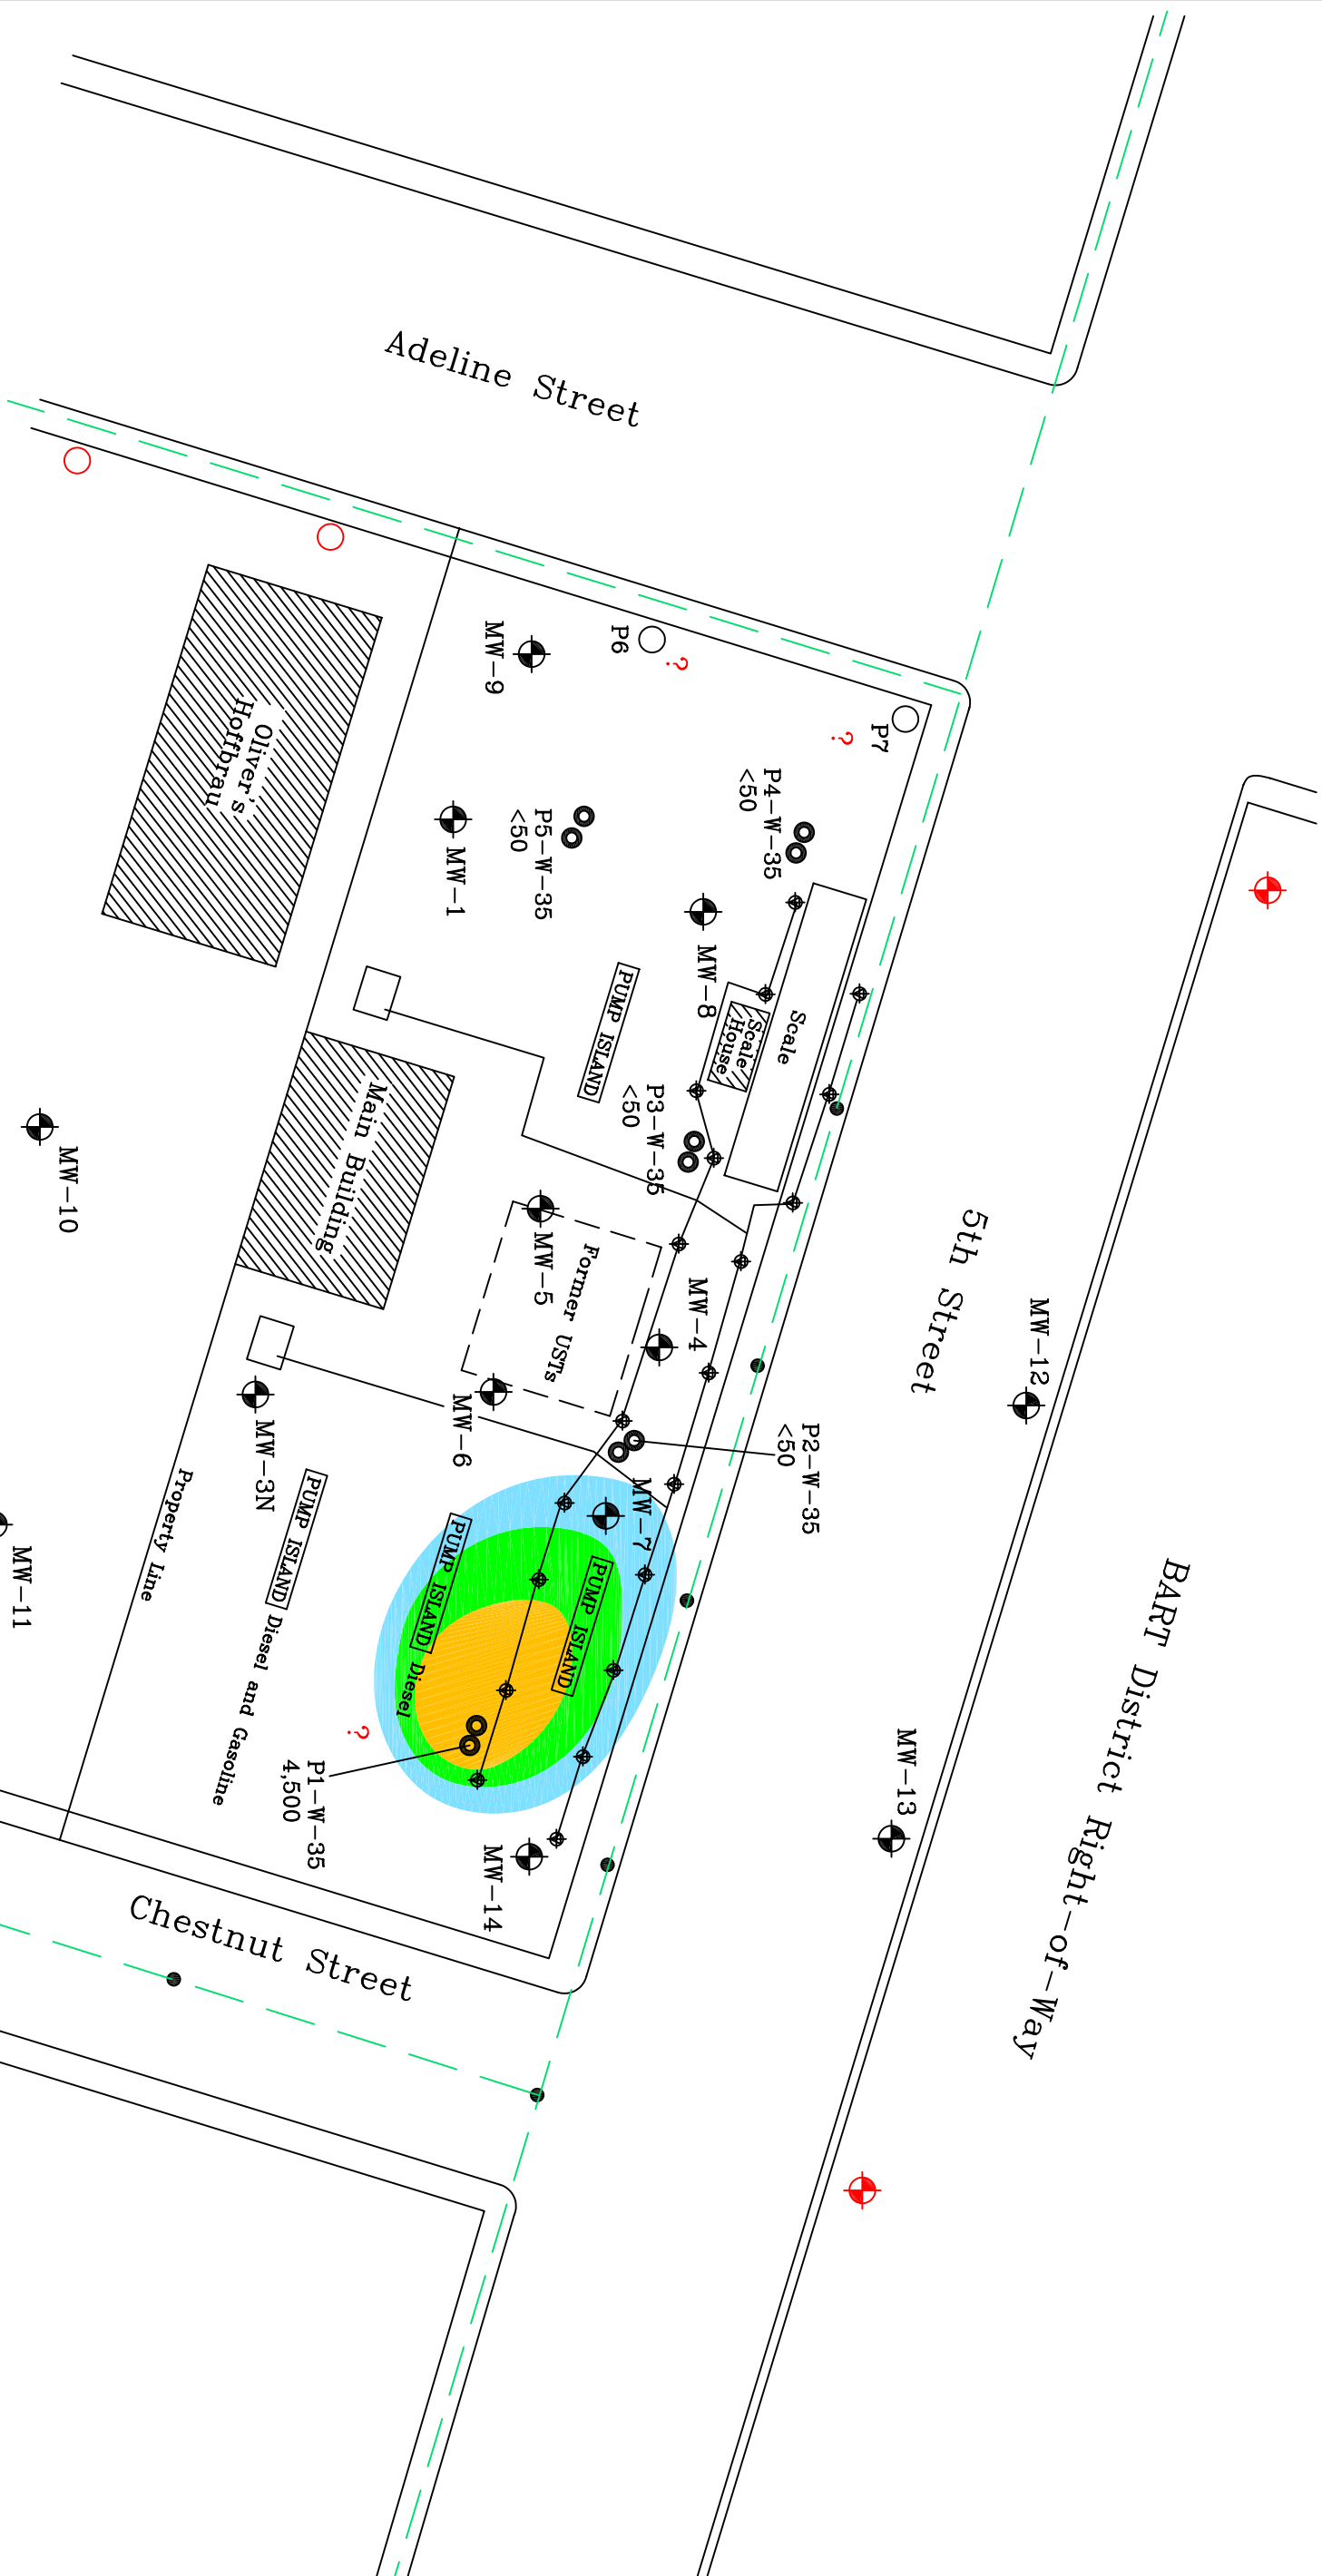 Adeline Street
MW-9
P6
?
P7
?
Oliver's
Hoffbrau
MW-1
P5-W-35
<50
P4-W-35
<50
MW-8
PUMP ISLAND
Scale
Scale
House
P3-W-35
<50
Main Building
MW-10
MW-5
Former USTs
MW-4
5th Street
MW-12
MW-3N
MW-6
P2-W-35
<50
MW-7
PUMP ISLAND
Diesel
PUMP ISLAND
PUMP ISLAND
Diesel and Gasoline
Property Line
MW-11
BART District Right-of-Way
MW-13
?
P1-W-35
4,500
MW-14
Chestnut Street